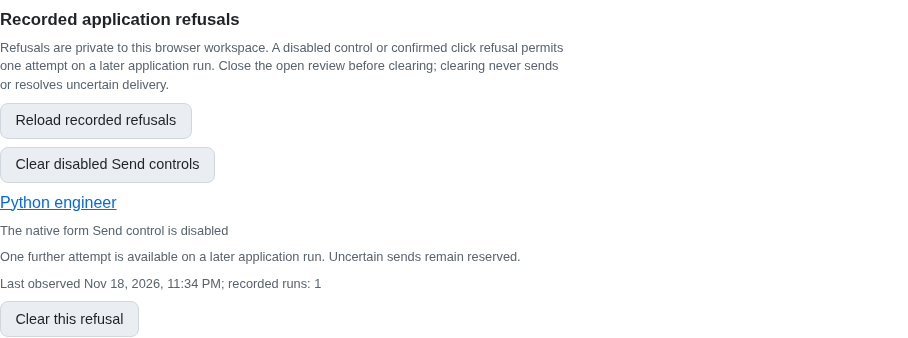 Recorded application refusals
Refusals are private to this browser workspace. A disabled control or confirmed click refusal permits
one attempt on a later application run. Close the open review before clearing; clearing never sends
or resolves uncertain delivery.
Reload recorded refusals
Clear disabled Send controls
Python engineer
The native form Send control is disabled
One further attempt is available on a later application run. Uncertain sends remain reserved.
Last observed Nov 18, 2026, 11:34 PM; recorded runs: 1
Clear this refusal